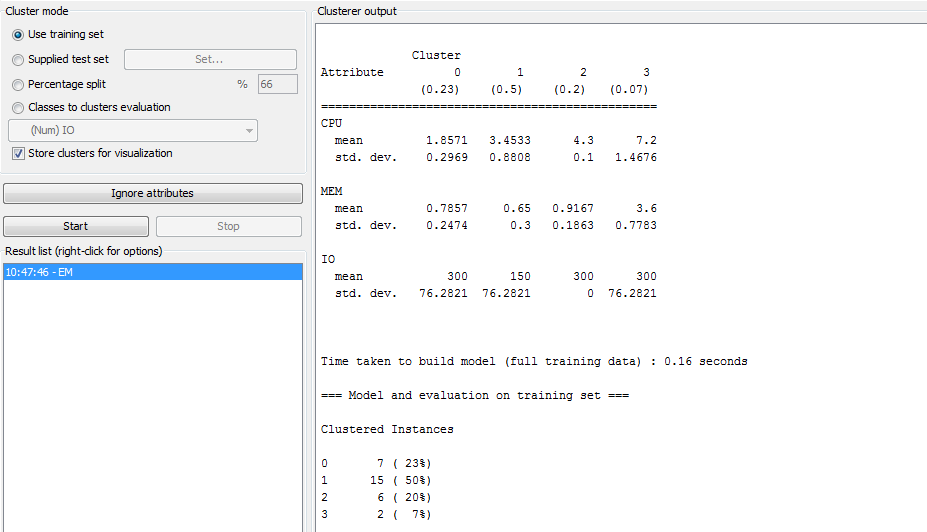 Cluster mode
Use training set
Supplied test set Set...
Percentage split % 66
Classes to clusters evaluation
(Num) IO
Store clusters for visualization
Ignore attributes
Start Stop
Result list (right-click for options)
10:47:46 - EM
Clusterer output
Cluster
Attribute 0 1 2 3
(0.23) (0.5) (0.2) (0.07)
================================================
CPU
mean 1.8571 3.4533 4.3 7.2
std. dev. 0.2969 0.8808 0.1 1.4676
MEM
mean 0.7857 0.65 0.9167 3.6
std. dev. 0.2474 0.3 0.1863 0.7783
IO
mean 300 150 300 300
std. dev. 76.2821 76.2821 0 76.2821
Time taken to build model (full training data) : 0.16 seconds
=== Model and evaluation on training set ===
Clustered Instances
0 7 ( 23%)
1 15 ( 50%)
2 6 ( 20%)
3 2 ( 7%)